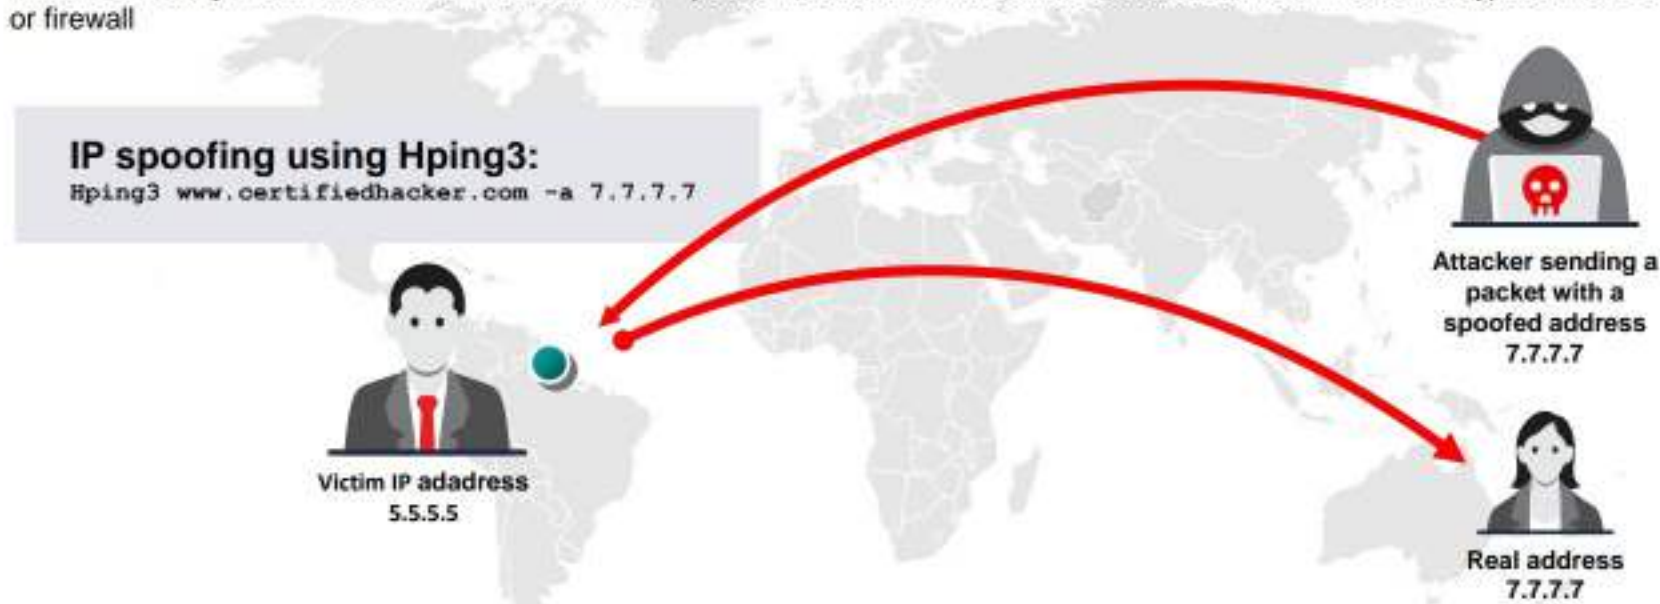 or firewall
IP spoofing using Hping3:
Hping3 www.certifiedhacker.com -a 7.7.7.7
Attacker sending a
packet with a
spoofed address
7.7.7.7
Victim IP adadress
5.5.5.5
Real address
7.7.7.7